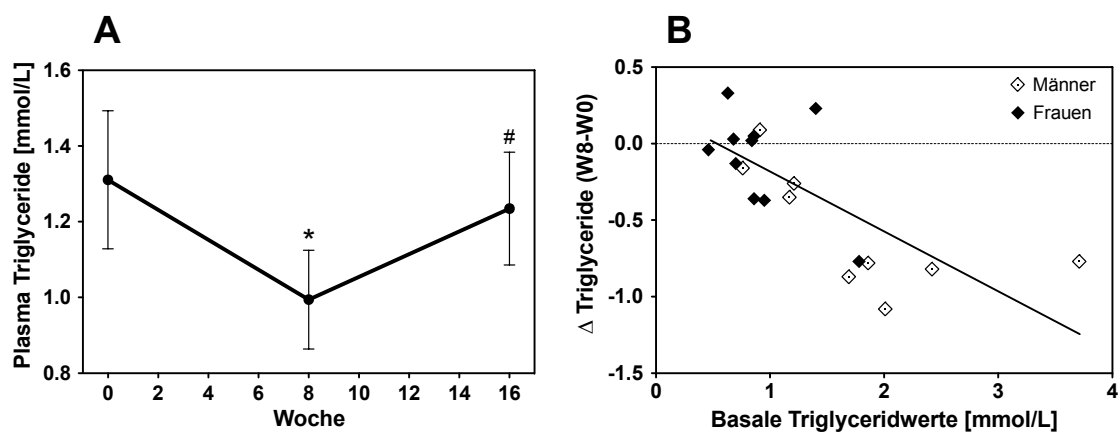 A
Plasma Triglyceride [mmol/L]
1.6
1.4
1.2
1.0
0.8
*
#
0 2 4 6 8 10 12 14 16
Woche
B
Δ Triglyceride (W8-W0)
0.5
0.0
-0.5
-1.0
-1.5
Männer
Frauen
0 1 2 3 4
Basale Triglyceridwerte [mmol/L]